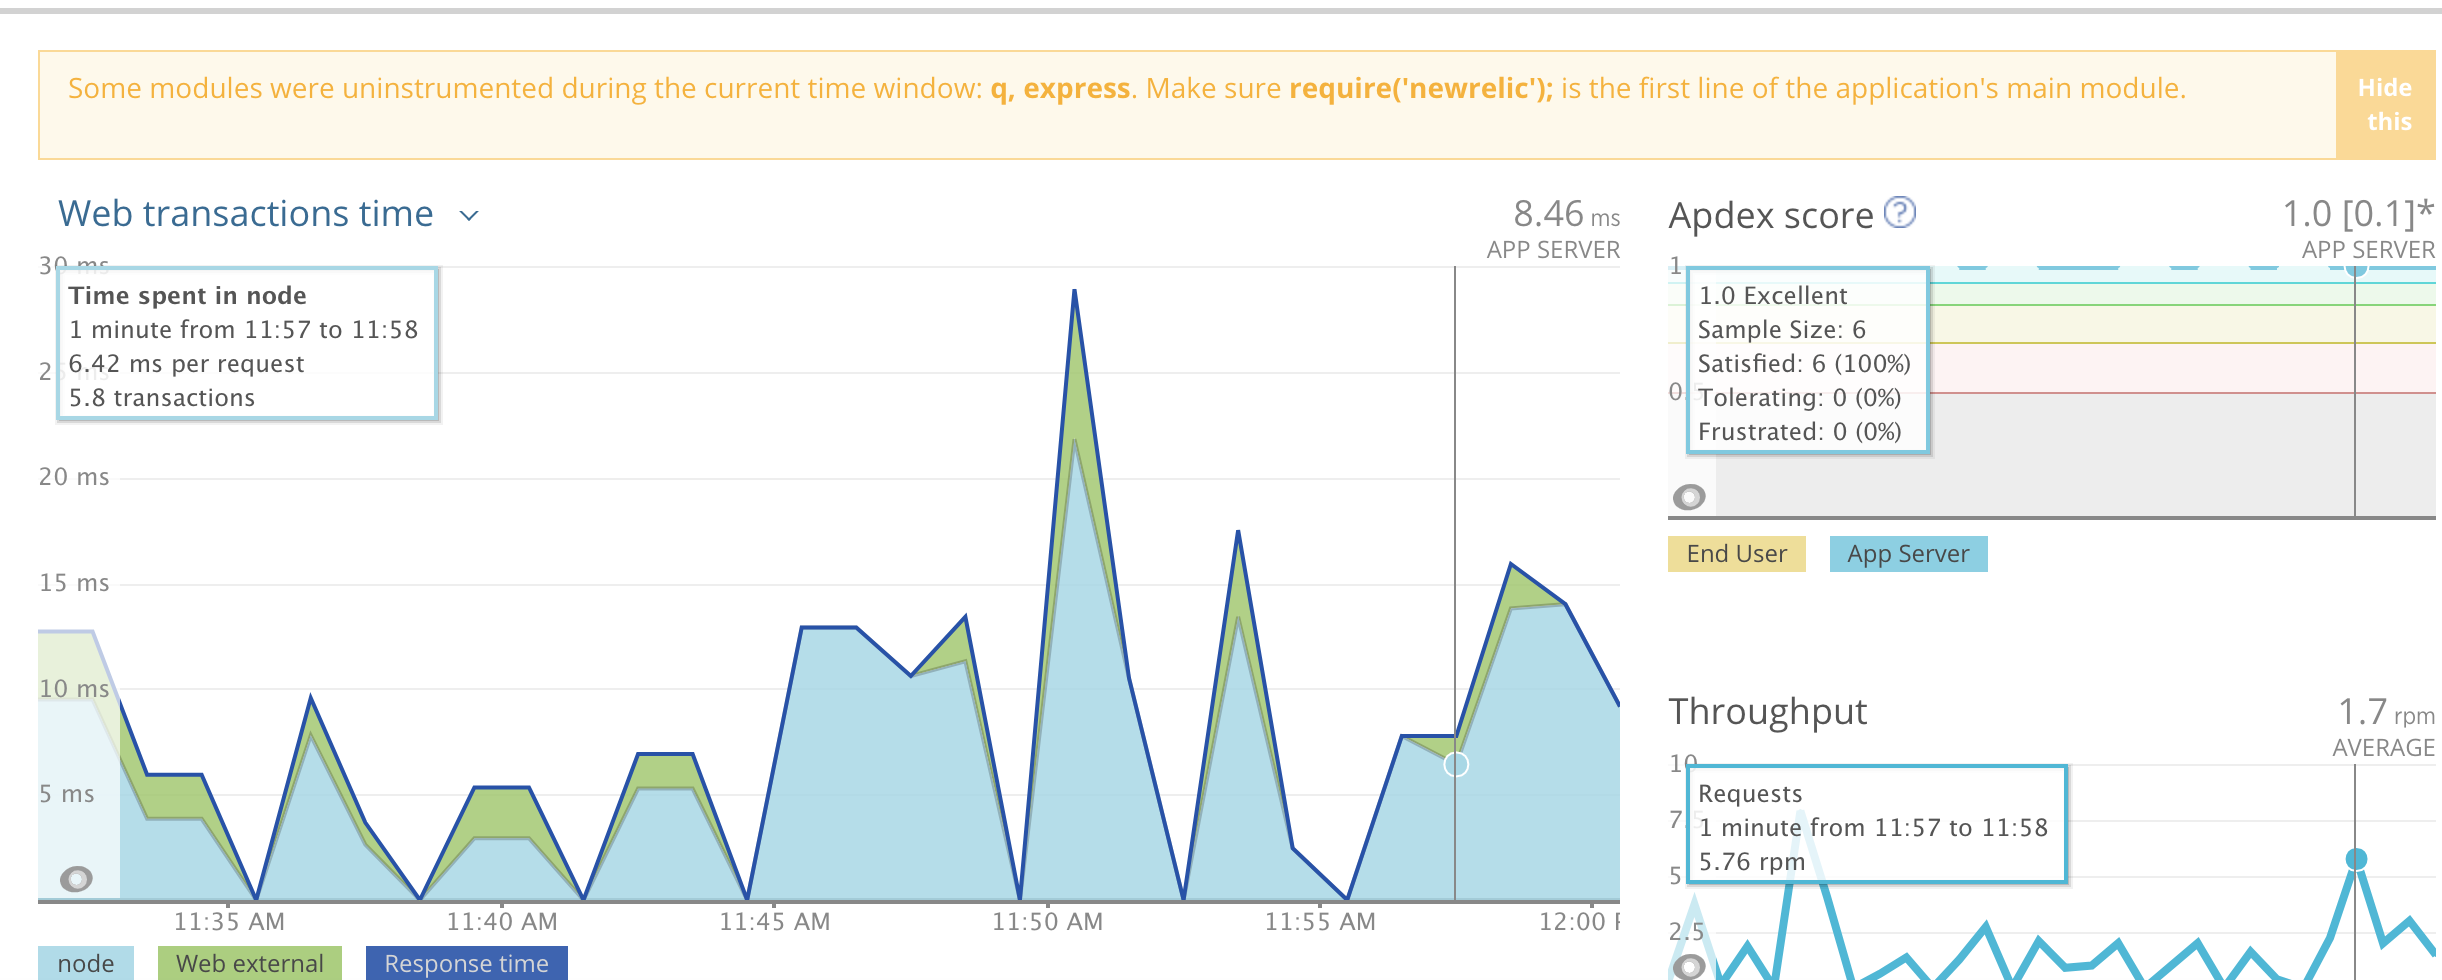 Some modules were uninstrumented during the current time window: q, express. Make sure require('newrelic'); is the first line of the application's main module.
Hide
this
Web transactions time
8.46 ms
APP SERVER
30 ms
Time spent in node
1 minute from 11:57 to 11:58
6.42 ms per request
5.8 transactions
25 ms
20 ms
15 ms
10 ms
5 ms
11:35 AM
11:40 AM
11:45 AM
11:50 AM
11:55 AM
12:00
node
Web external
Response time
Apdex score ?
1.0 [0.1]*
APP SERVER
1
1.0 Excellent
Sample Size: 6
Satisfied: 6 (100%)
Tolerating: 0 (0%)
Frustrated: 0 (0%)
0.5
End User
App Server
Throughput
1.7 rpm
AVERAGE
10
Requests
1 minute from 11:57 to 11:58
5.76 rpm
7.5
5
2.5